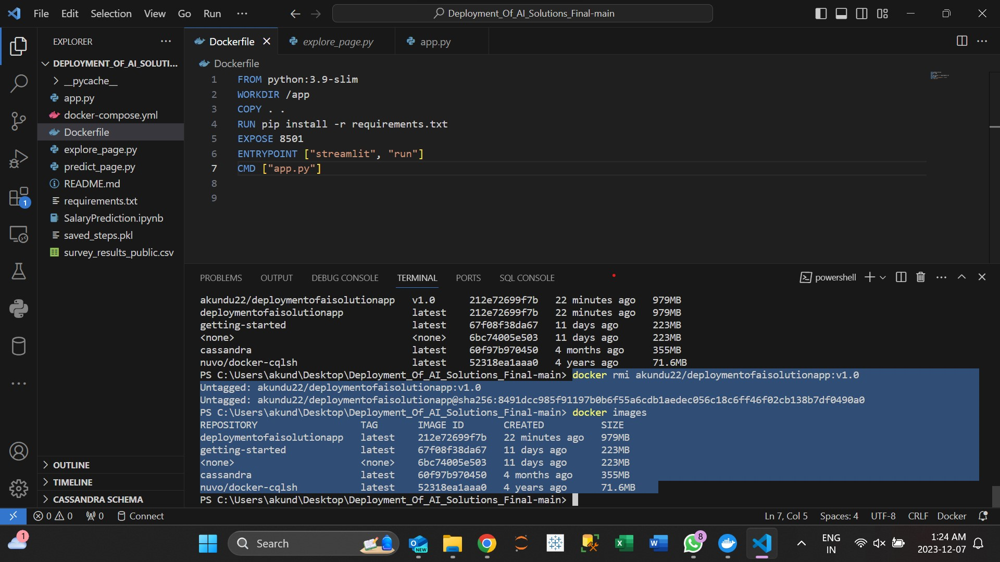 File Edit Selection View Go Run ···
Deployment_Of_AI_Solutions_Final-main
EXPLORER
DEPLOYMENT_OF_AI_SOLUTI...
__pycache__
app.py
docker-compose.yml
Dockerfile
explore_page.py
predict_page.py
README.md
requirements.txt
SalaryPrediction.ipynb
saved_steps.pkl
survey_results_public.csv
OUTLINE
TIMELINE
CASSANDRA SCHEMA
1
Dockerfile explore_page.py app.py
Dockerfile
1 FROM python:3.9-slim
2 WORKDIR /app
3 COPY . .
4 RUN pip install -r requirements.txt
5 EXPOSE 8501
6 ENTRYPOINT ["streamlit", "run"]
7 CMD ["app.py"]
8
9
PROBLEMS OUTPUT DEBUG CONSOLE TERMINAL PORTS SQL CONSOLE powershell
akundu22/deploymentofaisolutionapp v1.0 212e72699f7b 22 minutes ago 979MB
deploymentofaisolutionapp latest 212e72699f7b 22 minutes ago 979MB
getting-started latest 67f08f38da67 11 days ago 223MB
<none> <none> 6bc74005e503 11 days ago 223MB
cassandra latest 60f97b970450 4 months ago 355MB
nuvo/docker-cqlsh latest 52318ea1aaa0 4 years ago 71.6MB
PS C:\Users\akund\Desktop\Deployment_Of_AI_Solutions_Final-main> docker rmi akundu22/deploymentofaisolutionapp:v1.0
Untagged: akundu22/deploymentofaisolutionapp:v1.0
Untagged: akundu22/deploymentofaisolutionapp@sha256:8491dcc985f91197b0b6f55a6cdb1aedec056c18c6ff46f02cb138b7df0490a0
PS C:\Users\akund\Desktop\Deployment_Of_AI_Solutions_Final-main> docker images
REPOSITORY TAG IMAGE ID CREATED SIZE
deploymentofaisolutionapp latest 212e72699f7b 22 minutes ago 979MB
getting-started latest 67f08f38da67 11 days ago 223MB
<none> <none> 6bc74005e503 11 days ago 223MB
cassandra latest 60f97b970450 4 months ago 355MB
nuvo/docker-cqlsh latest 52318ea1aaa0 4 years ago 71.6MB
PS C:\Users\akund\Desktop\Deployment_Of_AI_Solutions_Final-main>
0 0 0 Connect Ln 7, Col 5 Spaces: 4 UTF-8 CRLF Docker
1 Search NEW 8 ENG 1:24 AM
IN 2023-12-07